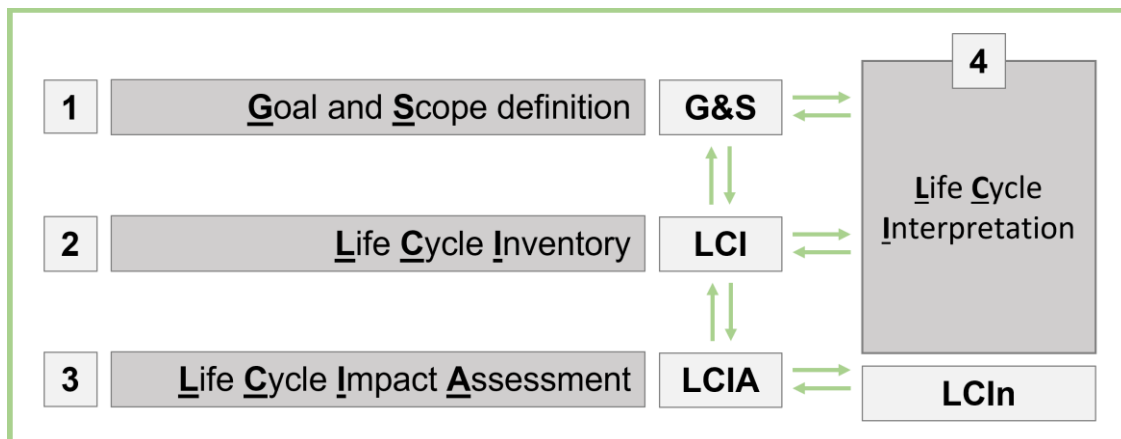 4
1
Goal and Scope definition
G&S
2
Life Cycle Inventory
LCI
3
Life Cycle Impact Assessment
LCIA
Life Cycle
Interpretation
LCIn